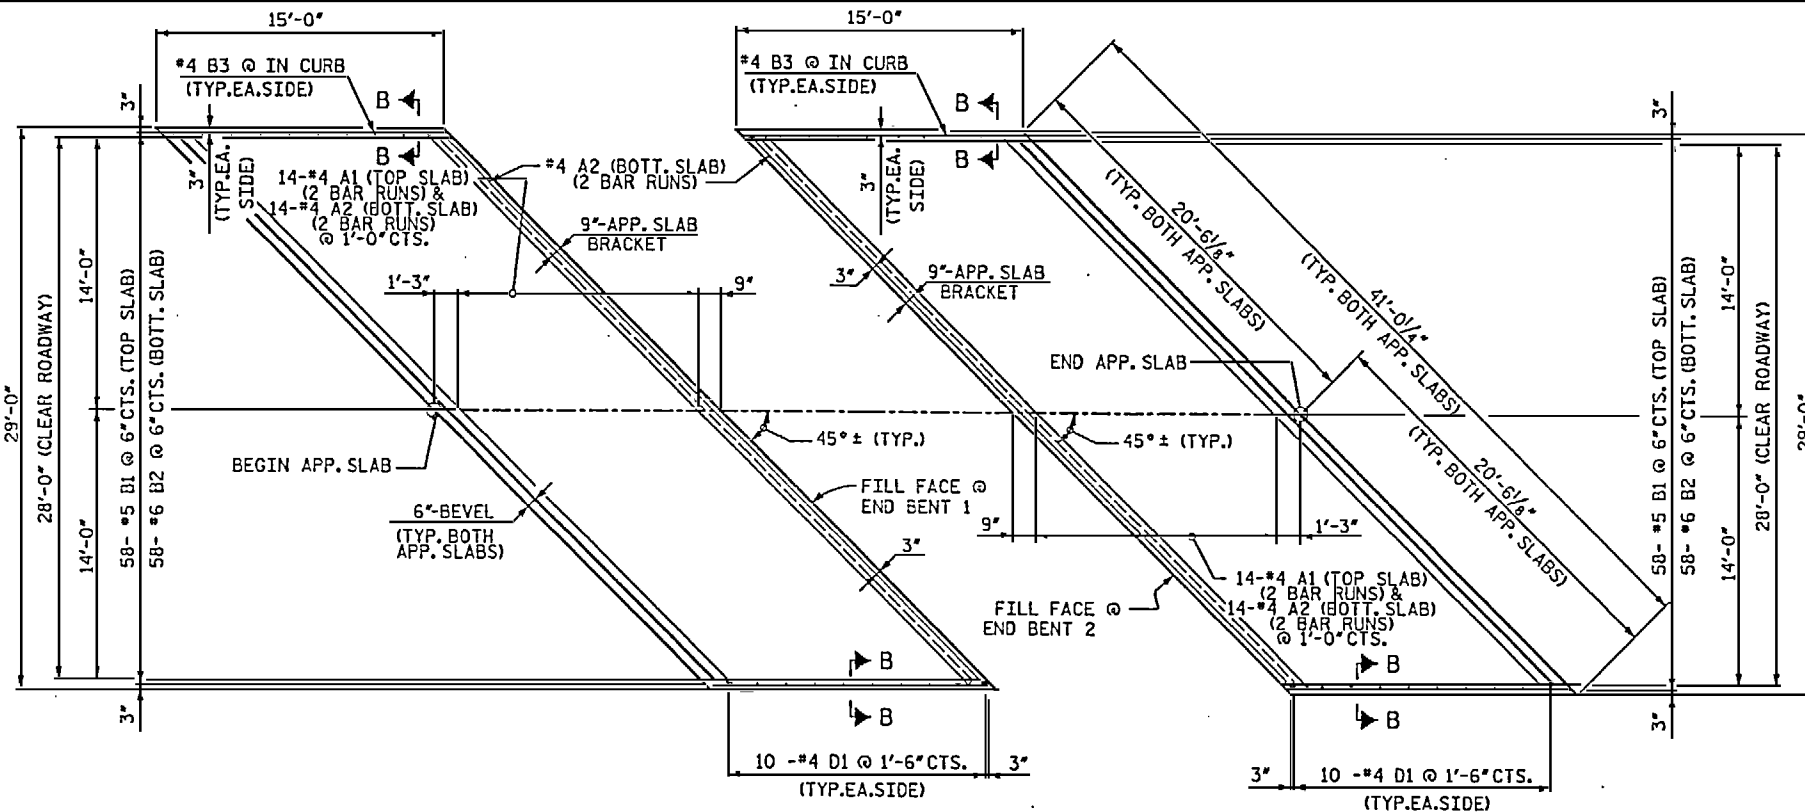 15'-0"
15'-0"
#4 B3 @ IN CURB
(TYP.EA.SIDE)
#4 B3 @ IN CURB
(TYP.EA.SIDE)
B
B
B
B
3"
3"
3"
(TYP.EA.
SIDE)
3"
(TYP.EA.
SIDE)
14-#4 A1 (TOP SLAB)
(2 BAR RUNS) &
14-#4 A2 (BOTT. SLAB)
(2 BAR RUNS)
@ 1'-0" CTS.
#4 A2 (BOTT. SLAB)
(2 BAR RUNS)
9"-APP. SLAB
BRACKET
3"
9"-APP. SLAB
BRACKET
1'-3"
9"
29'-0"
28'-0" (CLEAR ROADWAY)
14'-0"
14'-0"
58- #5 B1 @ 6" CTS. (TOP SLAB)
58- #6 B2 @ 6" CTS. (BOTT. SLAB)
20'-6 1/8"
(TYP. BOTH APP. SLABS)
41'-0 1/4"
(TYP. BOTH APP. SLABS)
20'-6 1/8"
(TYP. BOTH APP. SLABS)
END APP. SLAB
45° ± (TYP.)
45° ± (TYP.)
BEGIN APP. SLAB
6"-BEVEL
(TYP. BOTH
APP. SLABS)
FILL FACE @
END BENT 1
3"
9"
1'-3"
14-#4 A1 (TOP SLAB)
(2 BAR RUNS) &
14-#4 A2 (BOTT. SLAB)
(2 BAR RUNS)
@ 1'-0" CTS.
FILL FACE @
END BENT 2
58- #5 B1 @ 6" CTS. (TOP SLAB)
58- #6 B2 @ 6" CTS. (BOTT. SLAB)
14'-0"
14'-0"
28'-0" (CLEAR ROADWAY)
B
B
B
B
3"
3"
10 -#4 D1 @ 1'-6" CTS.
(TYP.EA.SIDE)
3"
3"
10 -#4 D1 @ 1'-6" CTS.
(TYP.EA.SIDE)